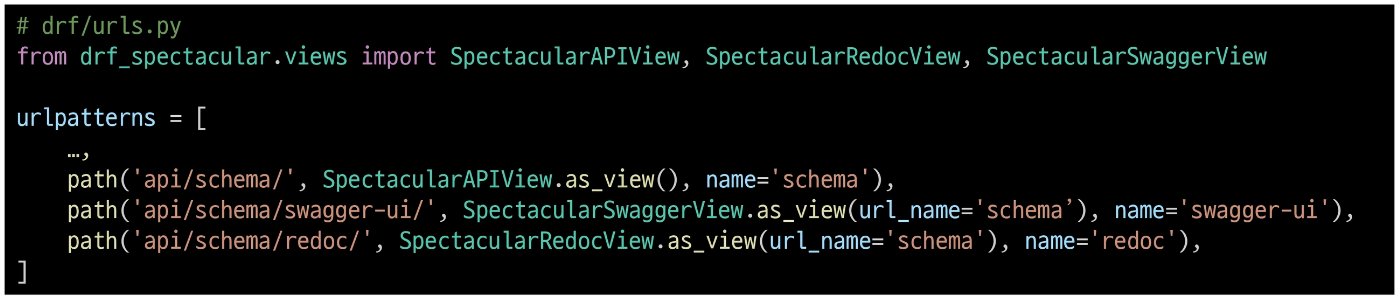 # drf/urls.py
from drf_spectacular.views import SpectacularAPIView, SpectacularRedocView, SpectacularSwaggerView

urlpatterns = [
    …,
    path('api/schema/', SpectacularAPIView.as_view(), name='schema'),
    path('api/schema/swagger-ui/', SpectacularSwaggerView.as_view(url_name='schema’), name='swagger-ui'),
    path('api/schema/redoc/', SpectacularRedocView.as_view(url_name='schema'), name='redoc'),
]